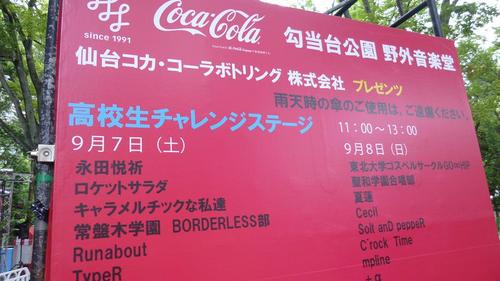 since 1991
Coca-Cola
勾当台公園 野外音楽堂
仙台コカ・コーラボトリング 株式会社 プレゼンツ
雨天時の傘のご使用は、ご遠慮ください。
高校生チャレンジステージ
9月7日(土)
永田悦祈
ロケットサラダ
キャラメルチックな私達
常盤木学園 BORDERLESS部
Runabout
TypeR
11:00~13:00
9月8日(日)
東北大学ゴスペルサークルGO∞HIP
聖和学園合唱部
夏蓮
Cecil
Solt anD peppeR
C'rock Time
mpline